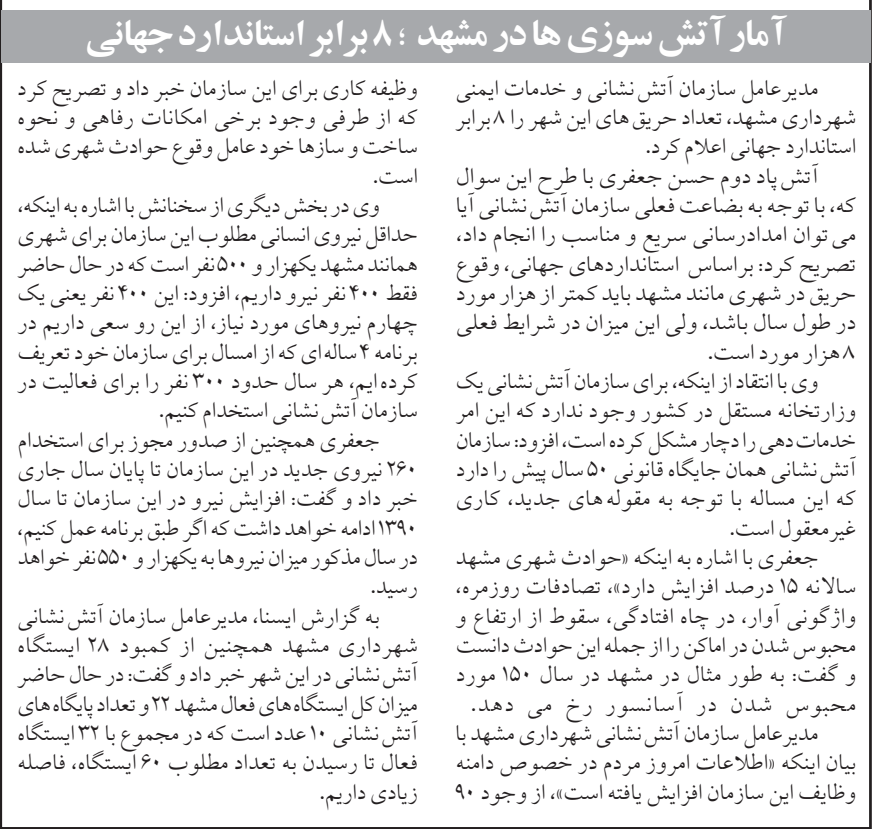 آمار آتش سوزی ها در مشهد ؛ ۸ برابر استاندارد جهانی
مدیرعامل سازمان آتش‌نشانی و خدمات ایمنی
شهرداری مشهد، تعداد حریق‌های این شهر را ۸ برابر
استاندارد جهانی اعلام کرد.
آتش پاد دوم حسن جعفری با طرح این سوال
که، با توجه به بضاعت فعلی سازمان آتش نشانی آیا
می توان امدادرسانی سریع و مناسب را انجام داد،
تصریح کرد: براساس استانداردهای جهانی، وقوع
حریق در شهری مانند مشهد باید کمتر از هزار مورد
در طول سال باشد، ولی این میزان در شرایط فعلی
۸ هزار مورد است.
وی با انتقاد از اینکه، برای سازمان آتش نشانی یک
وزارتخانه مستقل در کشور وجود ندارد که این امر
خدمات‌دهی را دچار مشکل کرده است، افزود: سازمان
آتش نشانی همان جایگاه قانونی ۵۰ سال پیش را دارد
که این مساله با توجه به مقوله های جدید، کاری
غیرمعقول است.
جعفری با اشاره به اینکه «حوادث شهری مشهد
سالانه ۱۵ درصد افزایش دارد»، تصادفات روزمره،
واژگونی آوار، در چاه افتادگی، سقوط از ارتفاع و
محبوس شدن در اماکن را از جمله این حوادث دانست
و گفت: به طور مثال در مشهد در سال ۱۵۰ مورد
محبوس شدن در آسانسور رخ می دهد.
مدیرعامل سازمان آتش نشانی شهرداری مشهد با
بیان اینکه «اطلاعات امروز مردم در خصوص دامنه
وظایف این سازمان افزایش یافته است»، از وجود ۹۰
وظیفه کاری برای این سازمان خبر داد و تصریح کرد
که از طرفی وجود برخی امکانات رفاهی و نحوه
ساخت و سازها خود عامل وقوع حوادث شهری شده
است.
وی در بخش دیگری از سخنانش با اشاره به اینکه،
حداقل نیروی انسانی مطلوب این سازمان برای شهری
همانند مشهد یکهزار و ۵۰۰ نفر است که در حال حاضر
فقط ۴۰۰ نفر نیرو داریم، افزود: این ۴۰۰ نفر یعنی یک
چهارم نیروهای مورد نیاز، از این رو سعی داریم در
برنامه ۴ ساله‌ای که از امسال برای سازمان خود تعریف
کرده‌ایم، هر سال حدود ۳۰۰ نفر را برای فعالیت در
سازمان آتش نشانی استخدام کنیم.
جعفری همچنین از صدور مجوز برای استخدام
۲۶۰ نیروی جدید در این سازمان تا پایان سال جاری
خبر داد و گفت: افزایش نیرو در این سازمان تا سال
۱۳۹۰ادامه خواهد داشت که اگر طبق برنامه عمل کنیم،
در سال مذکور میزان نیروها به یکهزار و ۵۵۰ نفر خواهد
رسید.
به گزارش ایسنا، مدیرعامل سازمان آتش نشانی
شهرداری مشهد همچنین از کمبود ۲۸ ایستگاه
آتش نشانی در این شهر خبر داد و گفت: در حال حاضر
میزان کل ایستگاه‌های فعال مشهد ۲۲ و تعداد پایگاه‌های
آتش نشانی ۱۰ عدد است که در مجموع با ۳۲ ایستگاه
فعال تا رسیدن به تعداد مطلوب ۶۰ ایستگاه، فاصله
زیادی داریم.